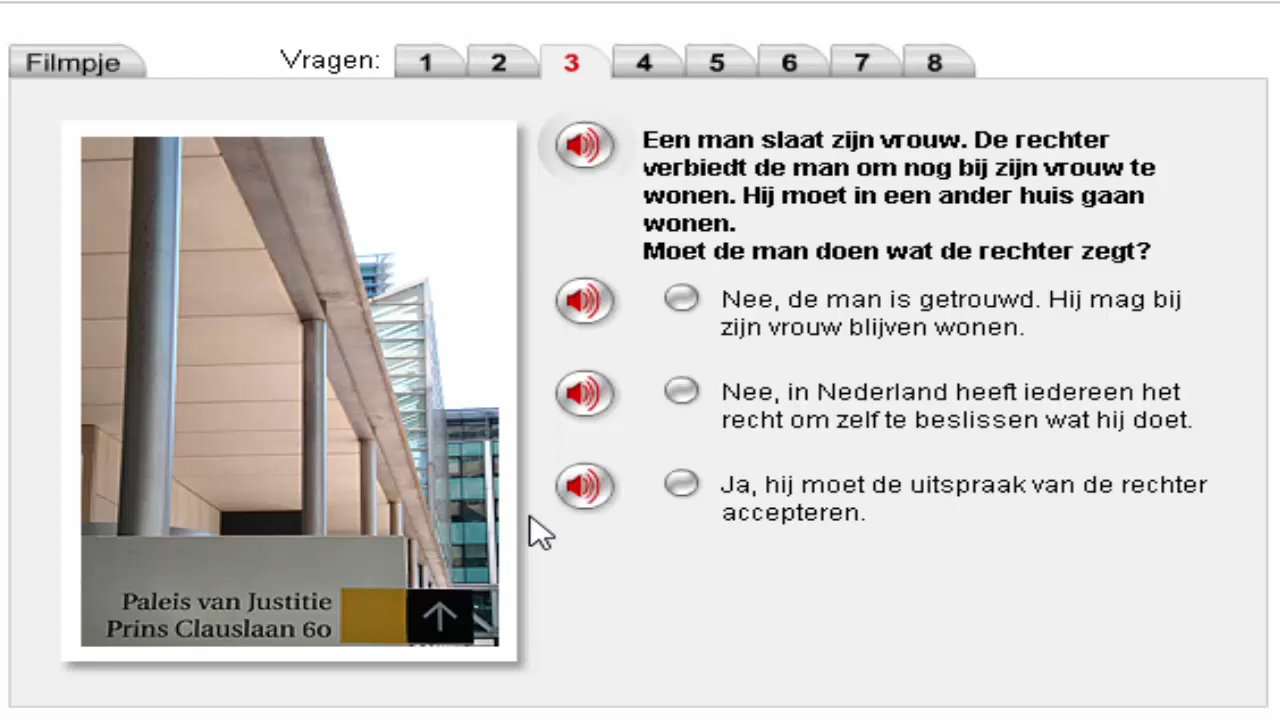 Filmpje
Vragen: 1 2 3 4 5 6 7 8
Een man slaat zijn vrouw. De rechter
verbiedt de man om nog bij zijn vrouw te
wonen. Hij moet in een ander huis gaan
wonen.
Moet de man doen wat de rechter zegt?
Nee, de man is getrouwd. Hij mag bij
zijn vrouw blijven wonen.
Nee, in Nederland heeft iedereen het
recht om zelf te beslissen wat hij doet.
Ja, hij moet de uitspraak van de rechter
accepteren.
Paleis van Justitie
Prins Clauslaan 60